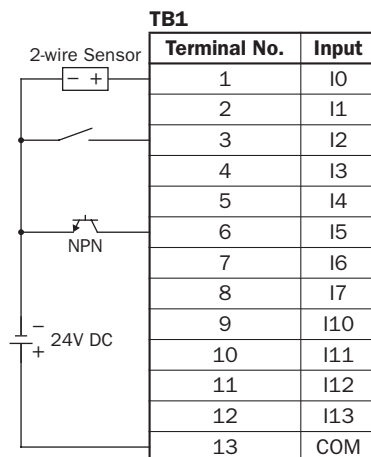 TB1
Terminal No. Input
2-wire Sensor
− +
1 I0
2 I1
3 I2
4 I3
5 I4
6 I5
NPN
7 I6
8 I7
9 I10
−
+
24V DC
10 I11
11 I12
12 I13
13 COM